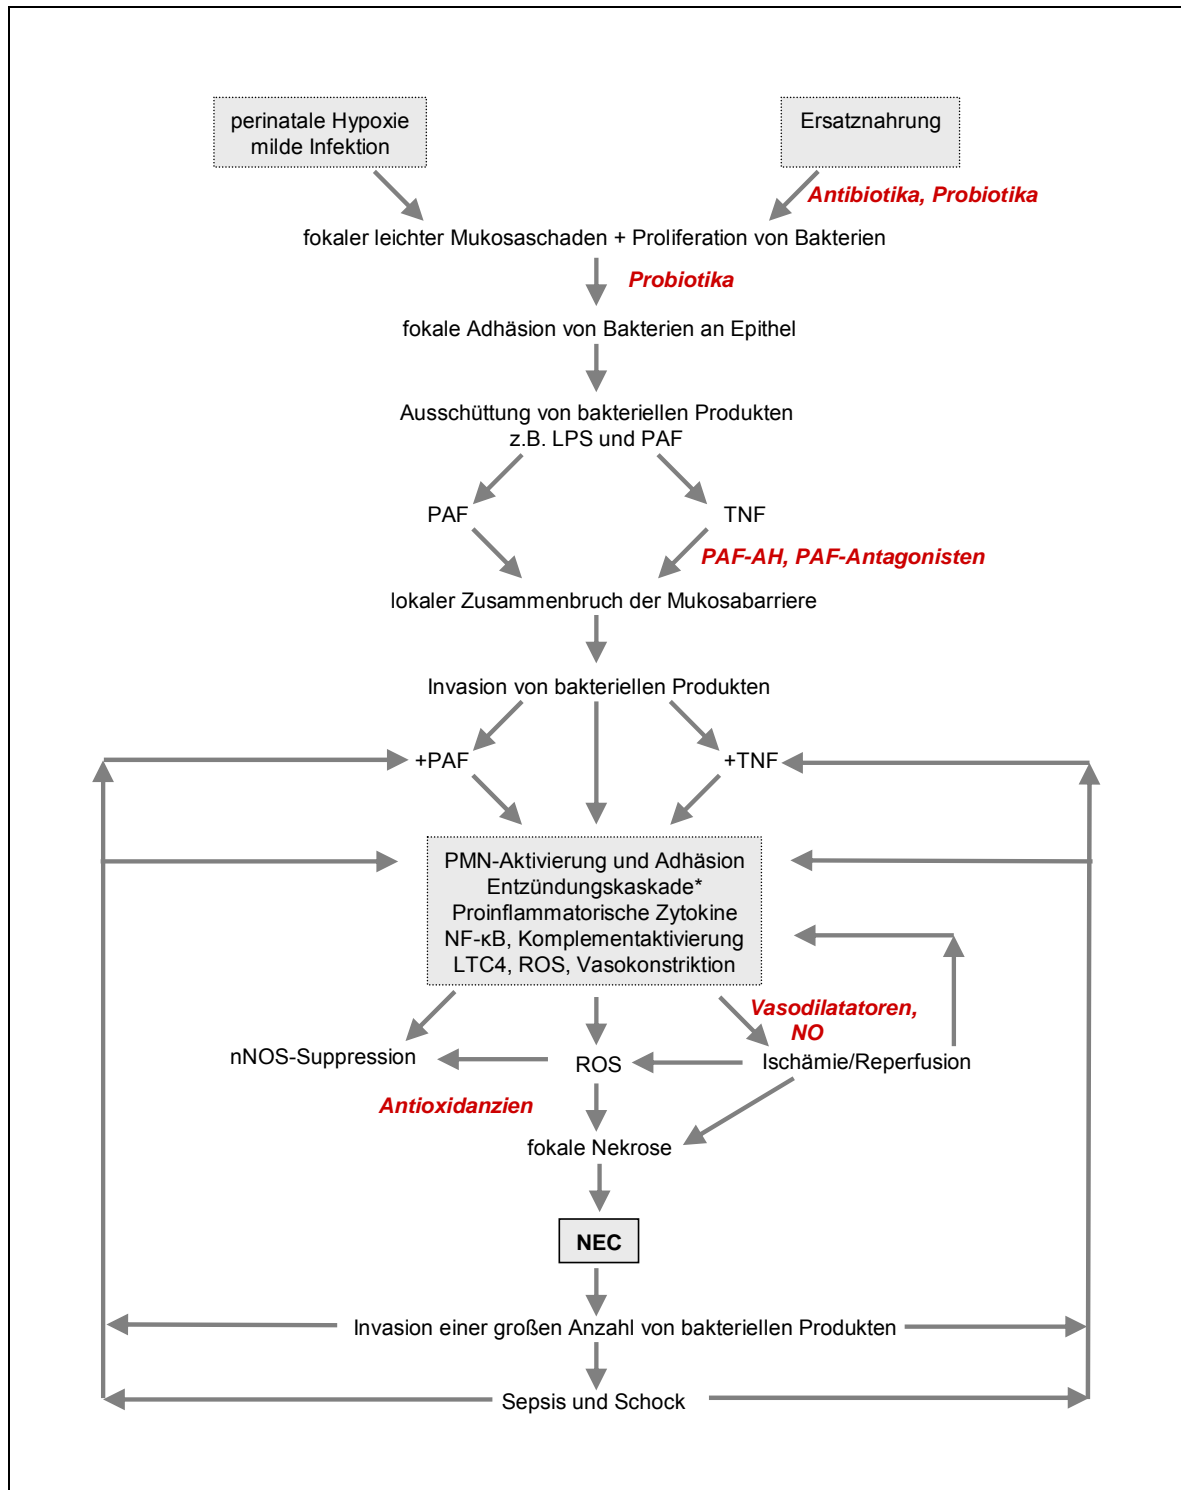 perinatale Hypoxie
milde Infektion
Ersatznahrung
Antibiotika, Probiotika
fokaler leichter Mukosaschaden + Proliferation von Bakterien
Probiotika
fokale Adhäsion von Bakterien an Epithel
Ausschüttung von bakteriellen Produkten
z.B. LPS und PAF
PAF
TNF
PAF-AH, PAF-Antagonisten
lokaler Zusammenbruch der Mukosabarriere
Invasion von bakteriellen Produkten
+PAF
+TNF
PMN-Aktivierung und Adhäsion
Entzündungskaskade*
Proinflammatorische Zytokine
NF-κB, Komplementaktivierung
LTC4, ROS, Vasokonstriktion
Vasodilatatoren,
NO
nNOS-Suppression
ROS
Ischämie/Reperfusion
Antioxidanzien
fokale Nekrose
NEC
Invasion einer großen Anzahl von bakteriellen Produkten
Sepsis und Schock